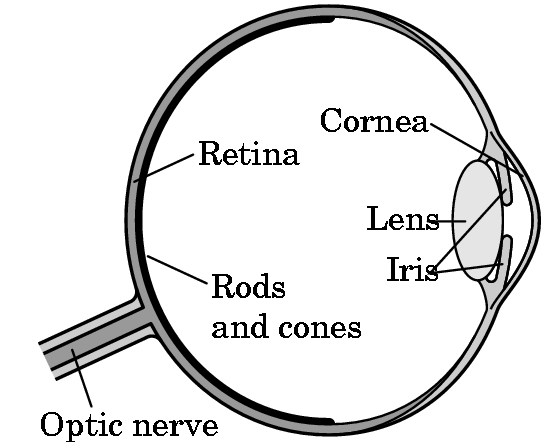 Cornea
Retina
Lens
Iris
Rods
and cones
Optic nerve